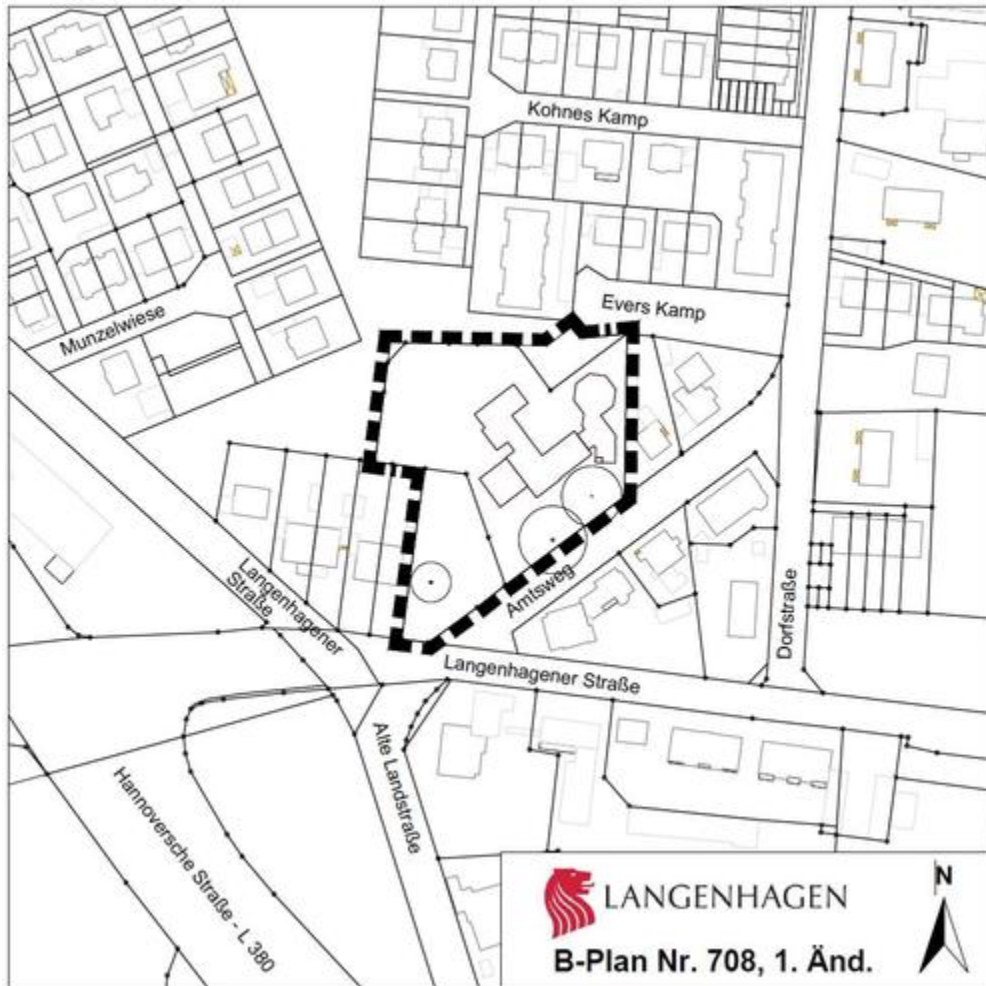 Kohnes Kamp
Evers Kamp
Munzelwiese
Langenhagener
Straße
Amtsweg
Dorfstraße
Langenhagener Straße
Alte Landstraße
Hannoversche Straße - L 380
LANGENHAGEN
N
B-Plan Nr. 708, 1. Änd.